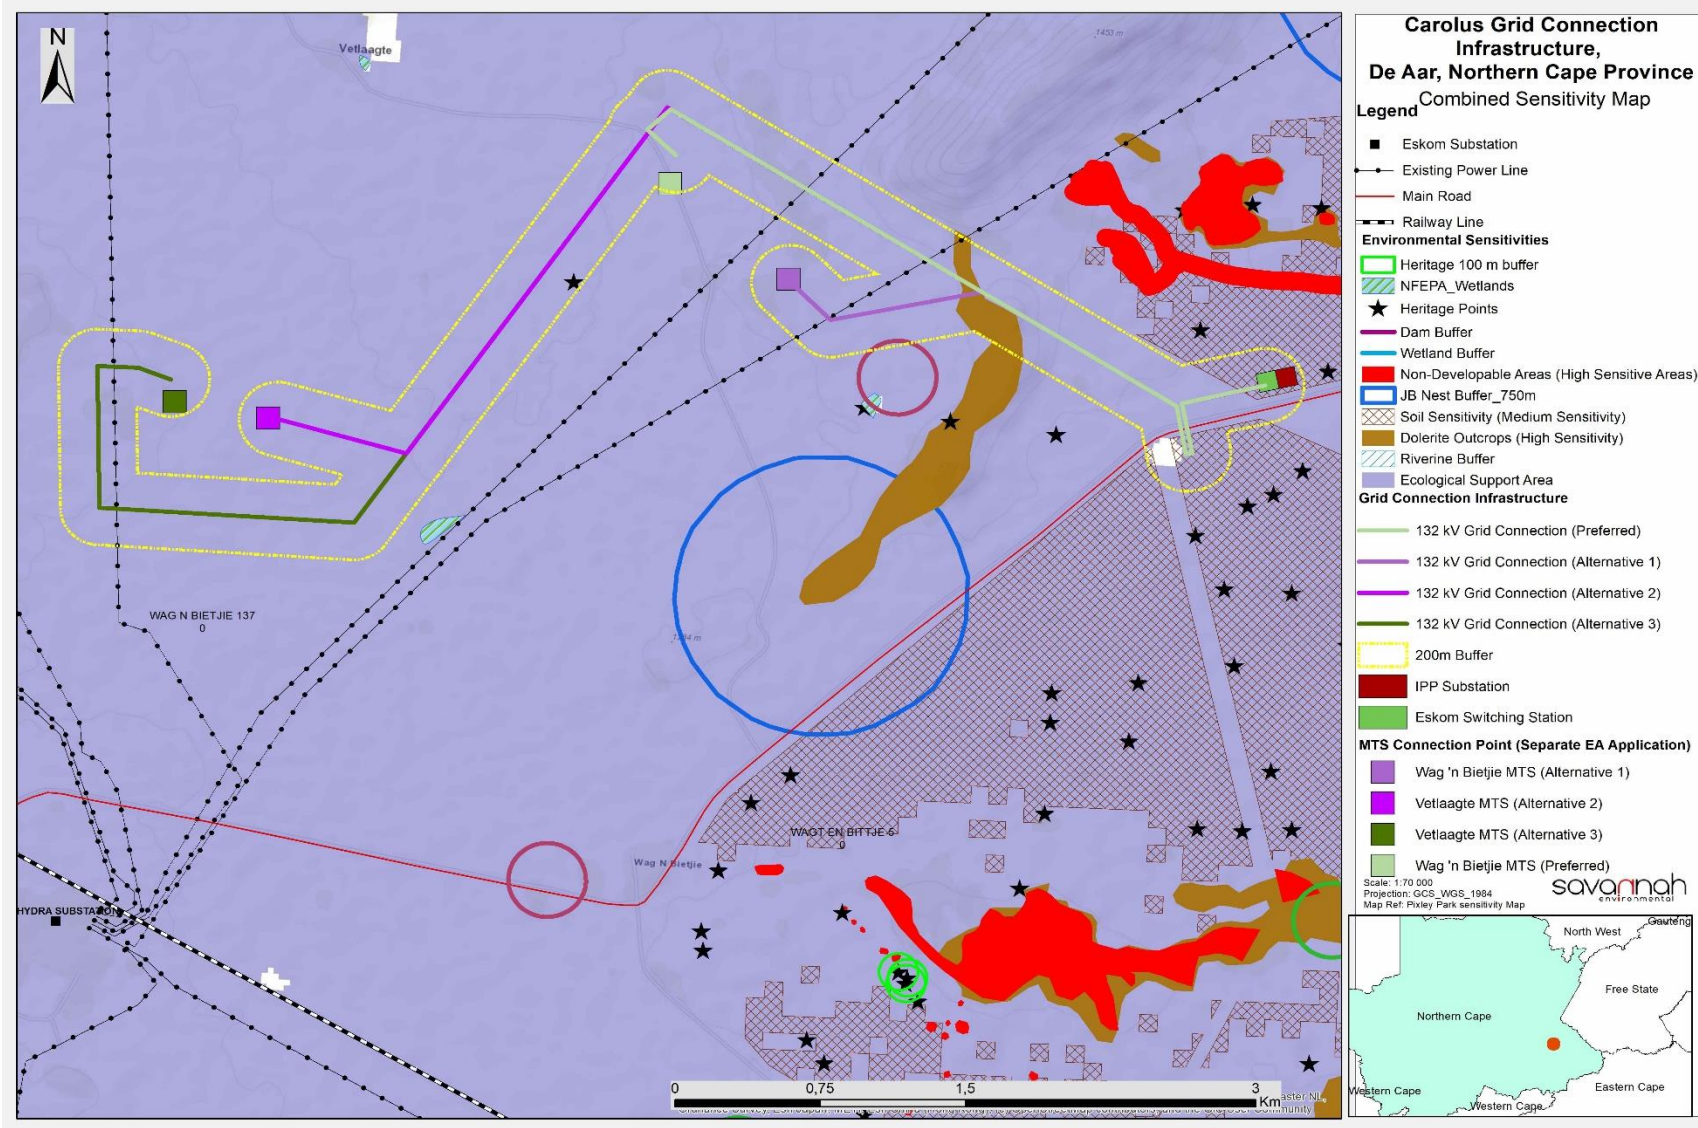 N
Vetlaagte
1453 m
WAG N BIETJIE 137
0
WAGT EN BITTJE 5
0
Wag N Bietjie
HYDRA SUBSTATION
0
0,75
1,5
3
Km
Carolus Grid Connection
Infrastructure,
De Aar, Northern Cape Province
Combined Sensitivity Map
Legend
Eskom Substation
Existing Power Line
Main Road
Railway Line
Environmental Sensitivities
Heritage 100 m buffer
NFEPA_Wetlands
Heritage Points
Dam Buffer
Wetland Buffer
Non-Developable Areas (High Sensitive Areas)
JB Nest Buffer_750m
Soil Sensitivity (Medium Sensitivity)
Dolerite Outcrops (High Sensitivity)
Riverine Buffer
Ecological Support Area
Grid Connection Infrastructure
132 kV Grid Connection (Preferred)
132 kV Grid Connection (Alternative 1)
132 kV Grid Connection (Alternative 2)
132 kV Grid Connection (Alternative 3)
200m Buffer
IPP Substation
Eskom Switching Station
MTS Connection Point (Separate EA Application)
Wag 'n Bietjie MTS (Alternative 1)
Vetlaagte MTS (Alternative 2)
Vetlaagte MTS (Alternative 3)
Wag 'n Bietjie MTS (Preferred)
Scale: 1:70 000
Projection: GCS_WGS_1984
Map Ref: Pixley Park sensitivity Map
savannah
environmental
Gauteng
North West
Free State
Northern Cape
Eastern Cape
Western Cape
Western Cape